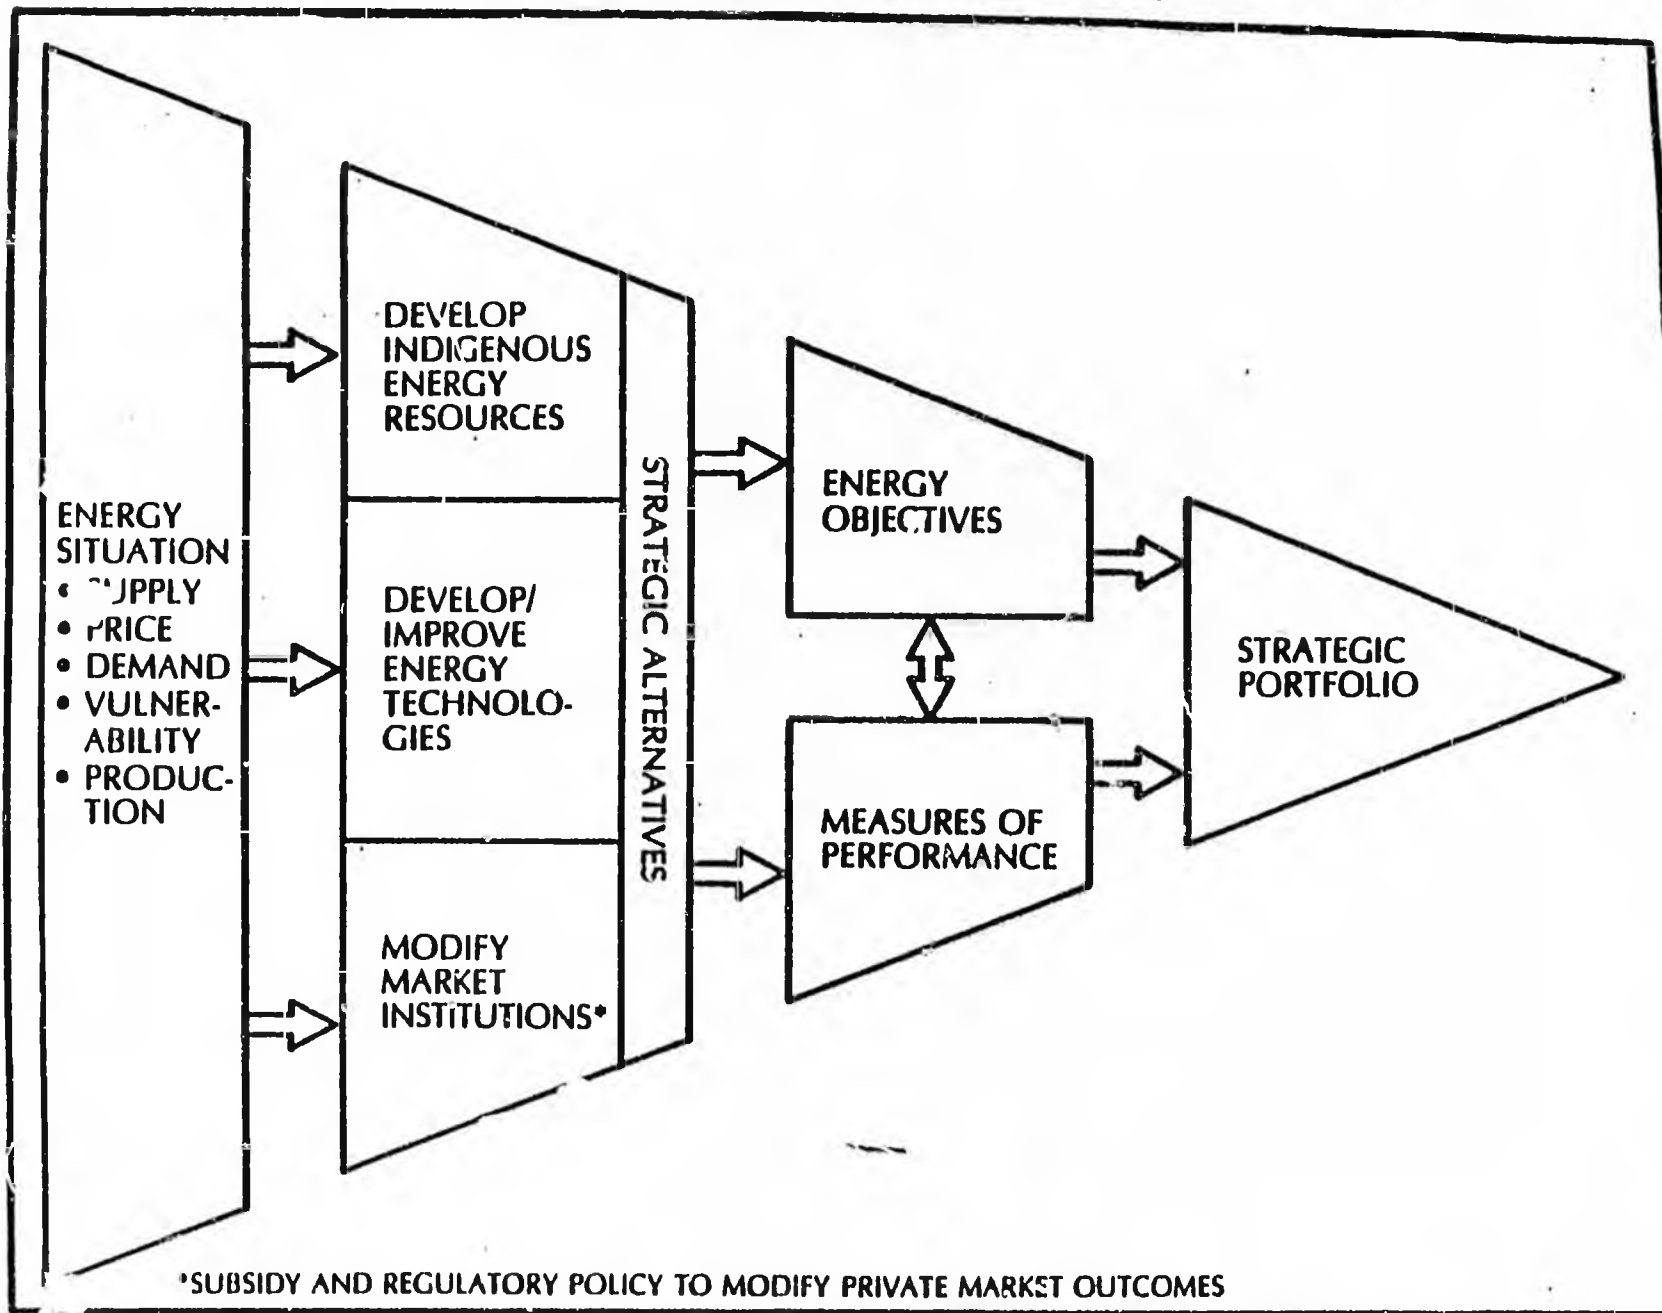 ENERGY
SITUATION
• SUPPLY
• PRICE
• DEMAND
• VULNER-
ABILITY
• PRODUC-
TION
DEVELOP
INDIGENOUS
ENERGY
RESOURCES
DEVELOP/
IMPROVE
ENERGY
TECHNOLO-
GIES
MODIFY
MARKET
INSTITUTIONS*
STRATEGIC ALTERNATIVES
ENERGY
OBJECTIVES
MEASURES OF
PERFORMANCE
STRATEGIC
PORTFOLIO
*SUBSIDY AND REGULATORY POLICY TO MODIFY PRIVATE MARKET OUTCOMES